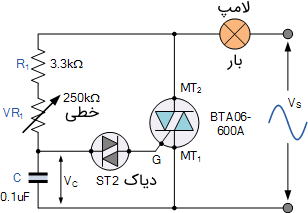 لامپ
بار
R1
3.3kΩ
MT2
VR1
250kΩ
خطی
BTA06-
600A
VS
G
MT1
C
0.1uF
VC
ST2
دیاک